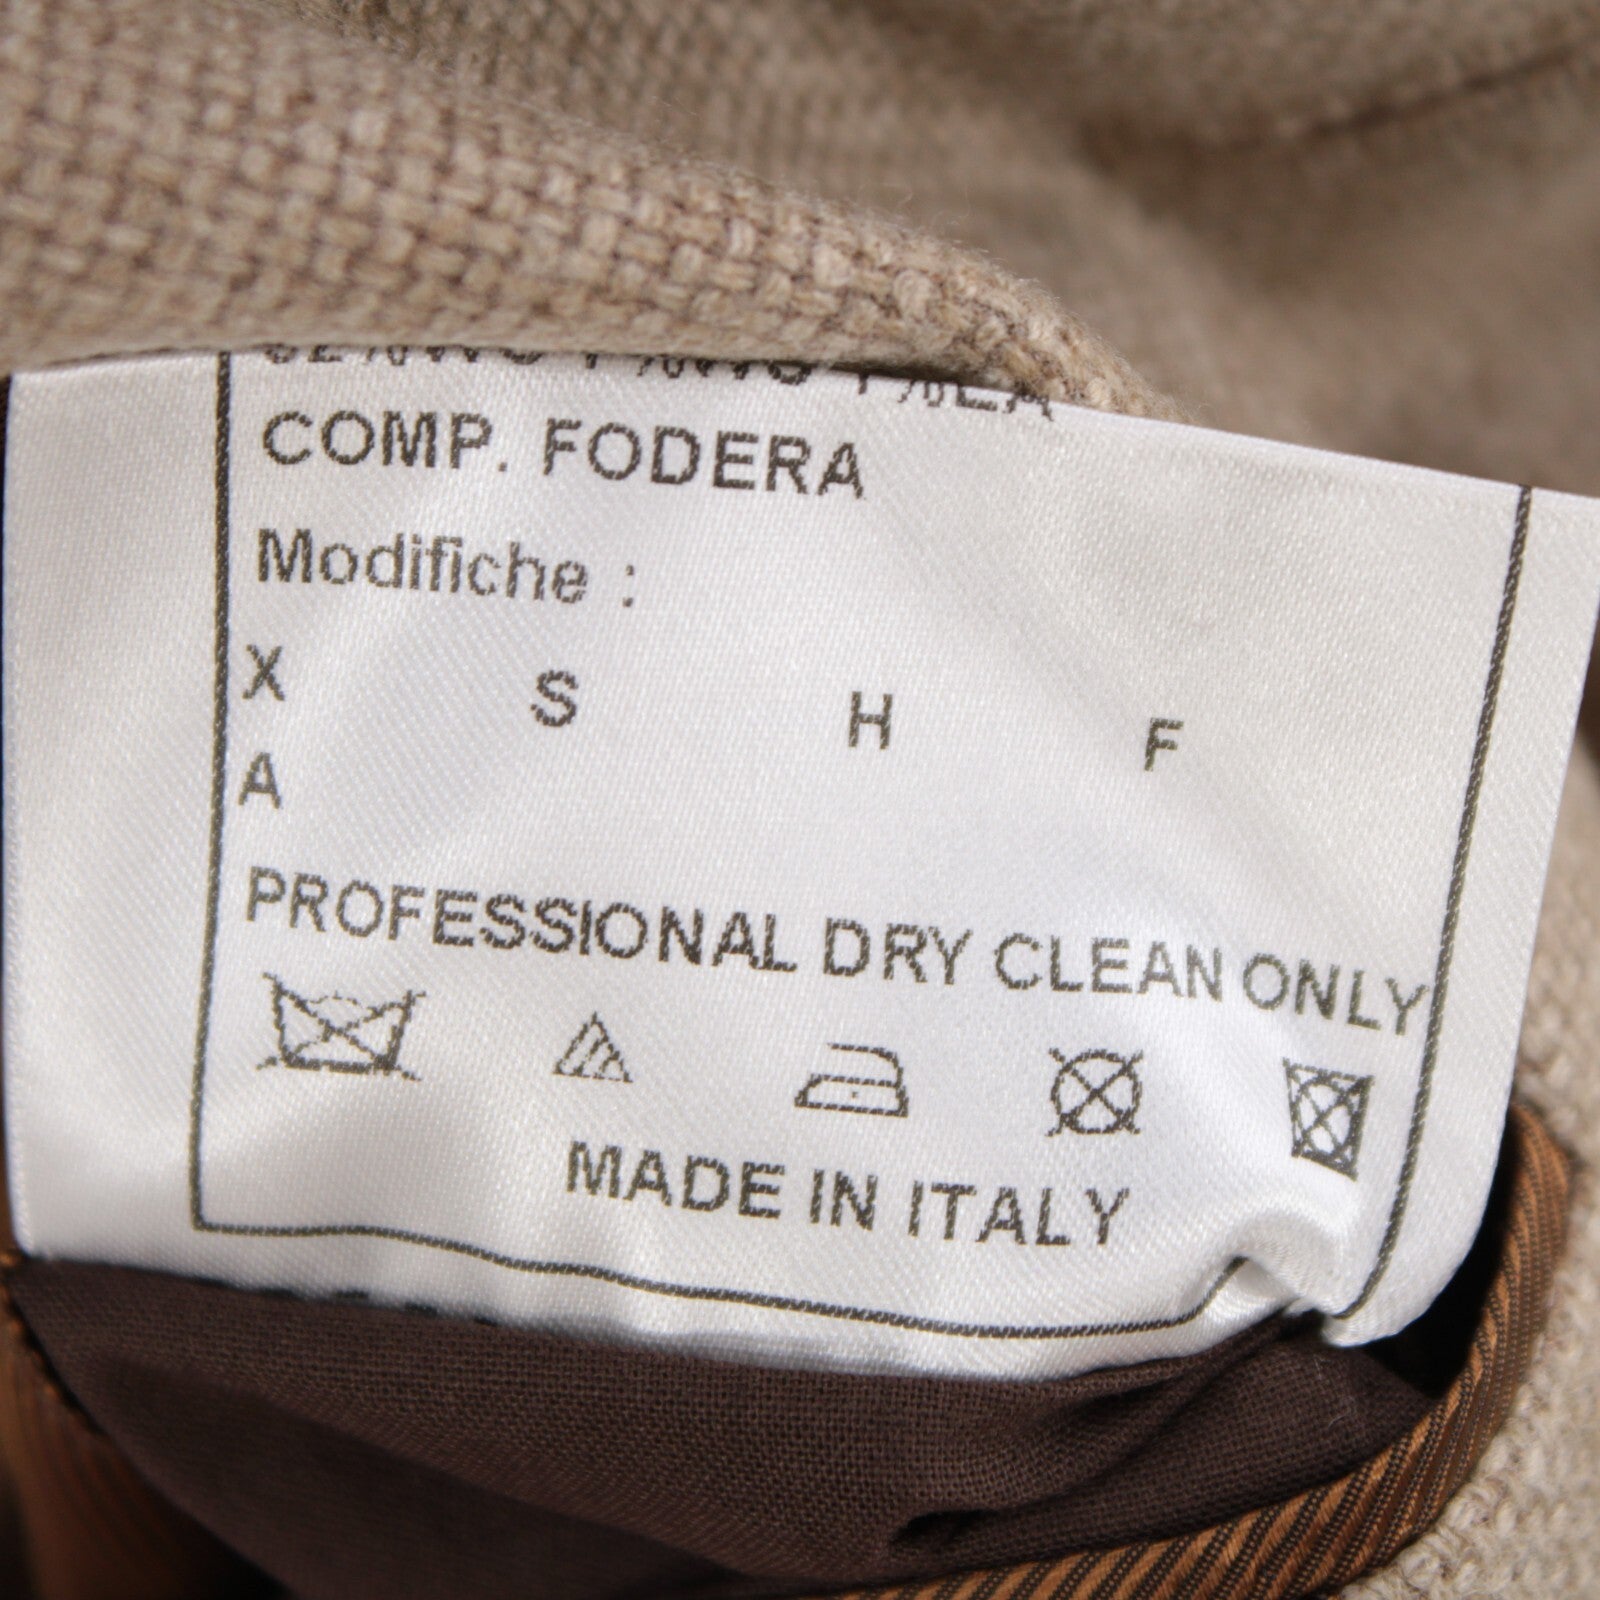 COMP. FODERA
Modifiche :
X S H F
A
PROFESSIONAL DRY CLEAN ONLY
MADE IN ITALY